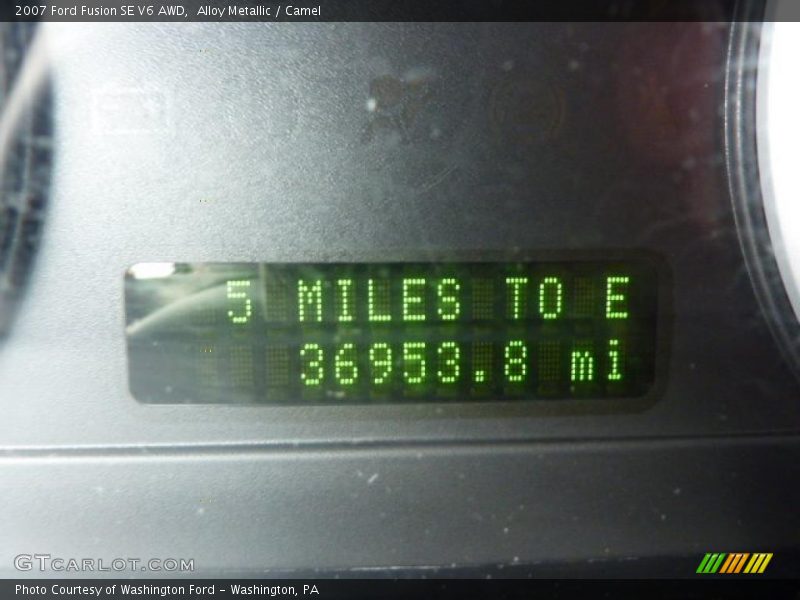 2007 Ford Fusion SE V6 AWD,  Alloy Metallic / Camel
5 MILES TO E
36953.8 mi
GTCARLOT.COM
Photo Courtesy of Washington Ford - Washington, PA